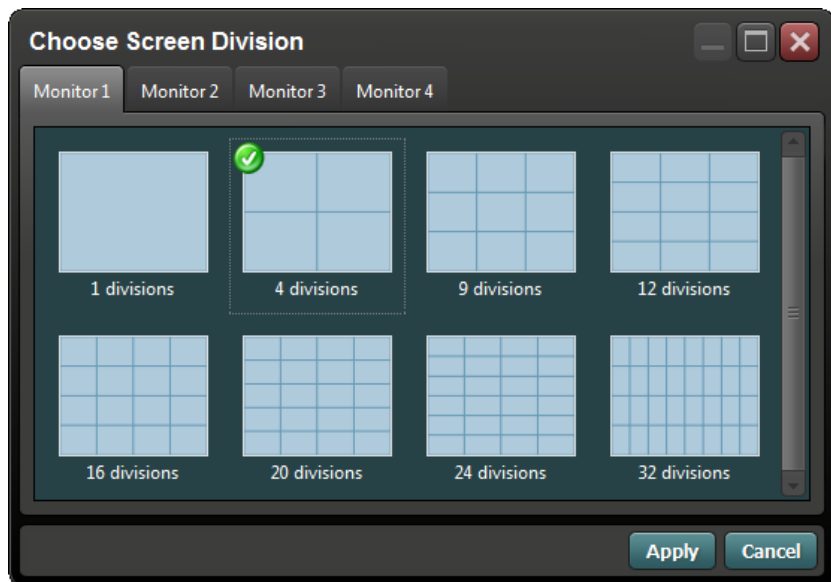 Choose Screen Division
Monitor 1 Monitor 2 Monitor 3 Monitor 4
1 divisions 4 divisions 9 divisions 12 divisions
16 divisions 20 divisions 24 divisions 32 divisions
Apply Cancel